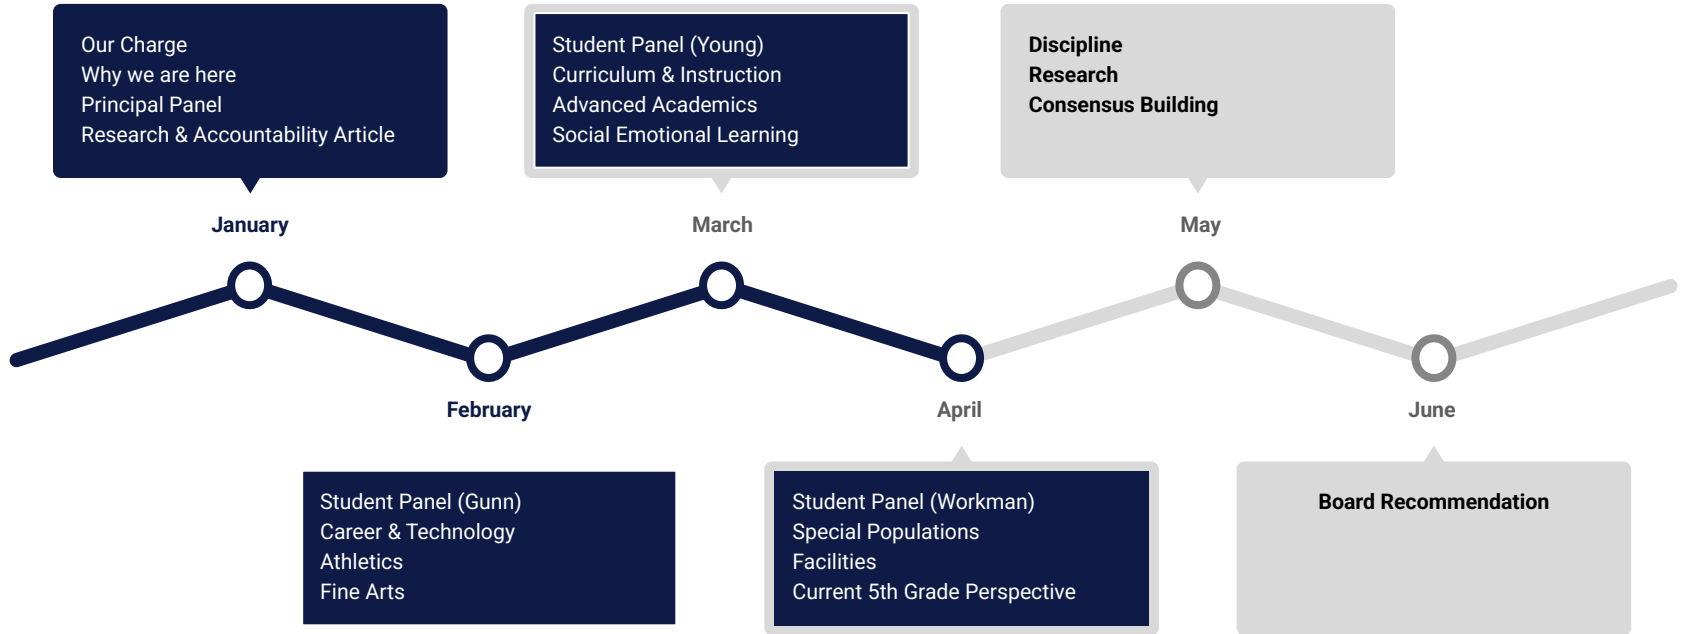 Our Charge
Why we are here
Principal Panel
Research & Accountability Article
January
Student Panel (Gunn)
Career & Technology
Athletics
Fine Arts
February
Student Panel (Young)
Curriculum & Instruction
Advanced Academics
Social Emotional Learning
March
Student Panel (Workman)
Special Populations
Facilities
Current 5th Grade Perspective
April
Discipline
Research
Consensus Building
May
Board Recommendation
June